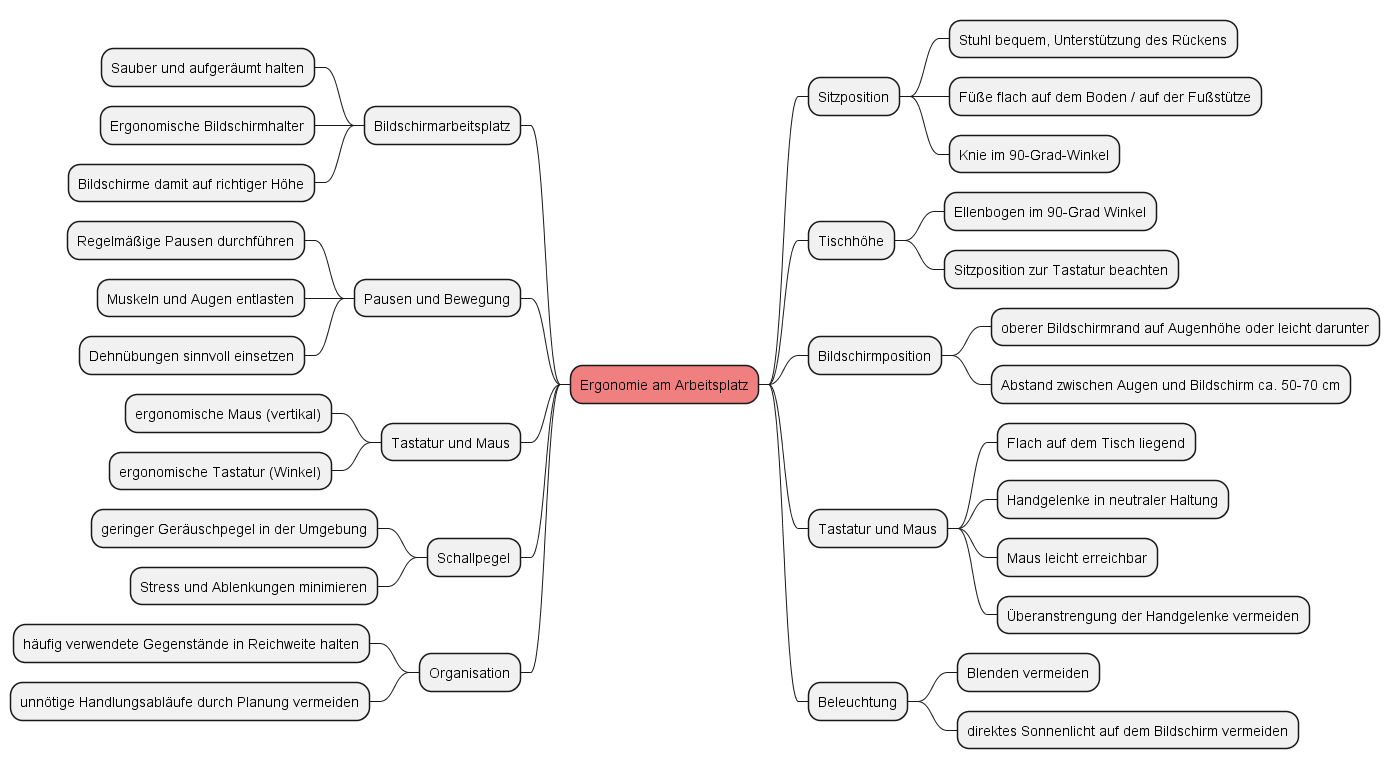 Ergonomie am Arbeitsplatz
Sitzposition
Stuhl bequem, Unterstützung des Rückens
Füße flach auf dem Boden / auf der Fußstütze
Knie im 90-Grad-Winkel
Tischhöhe
Ellenbogen im 90-Grad Winkel
Sitzposition zur Tastatur beachten
Bildschirmposition
oberer Bildschirmrand auf Augenhöhe oder leicht darunter
Abstand zwischen Augen und Bildschirm ca. 50-70 cm
Tastatur und Maus
Flach auf dem Tisch liegend
Handgelenke in neutraler Haltung
Maus leicht erreichbar
Überanstrengung der Handgelenke vermeiden
Beleuchtung
Blenden vermeiden
direktes Sonnenlicht auf dem Bildschirm vermeiden
Bildschirmarbeitsplatz
Sauber und aufgeräumt halten
Ergonomische Bildschirmhalter
Bildschirme damit auf richtiger Höhe
Pausen und Bewegung
Regelmäßige Pausen durchführen
Muskeln und Augen entlasten
Dehnübungen sinnvoll einsetzen
Tastatur und Maus
ergonomische Maus (vertikal)
ergonomische Tastatur (Winkel)
Schallpegel
geringer Geräuschpegel in der Umgebung
Stress und Ablenkungen minimieren
Organisation
häufig verwendete Gegenstände in Reichweite halten
unnötige Handlungsabläufe durch Planung vermeiden